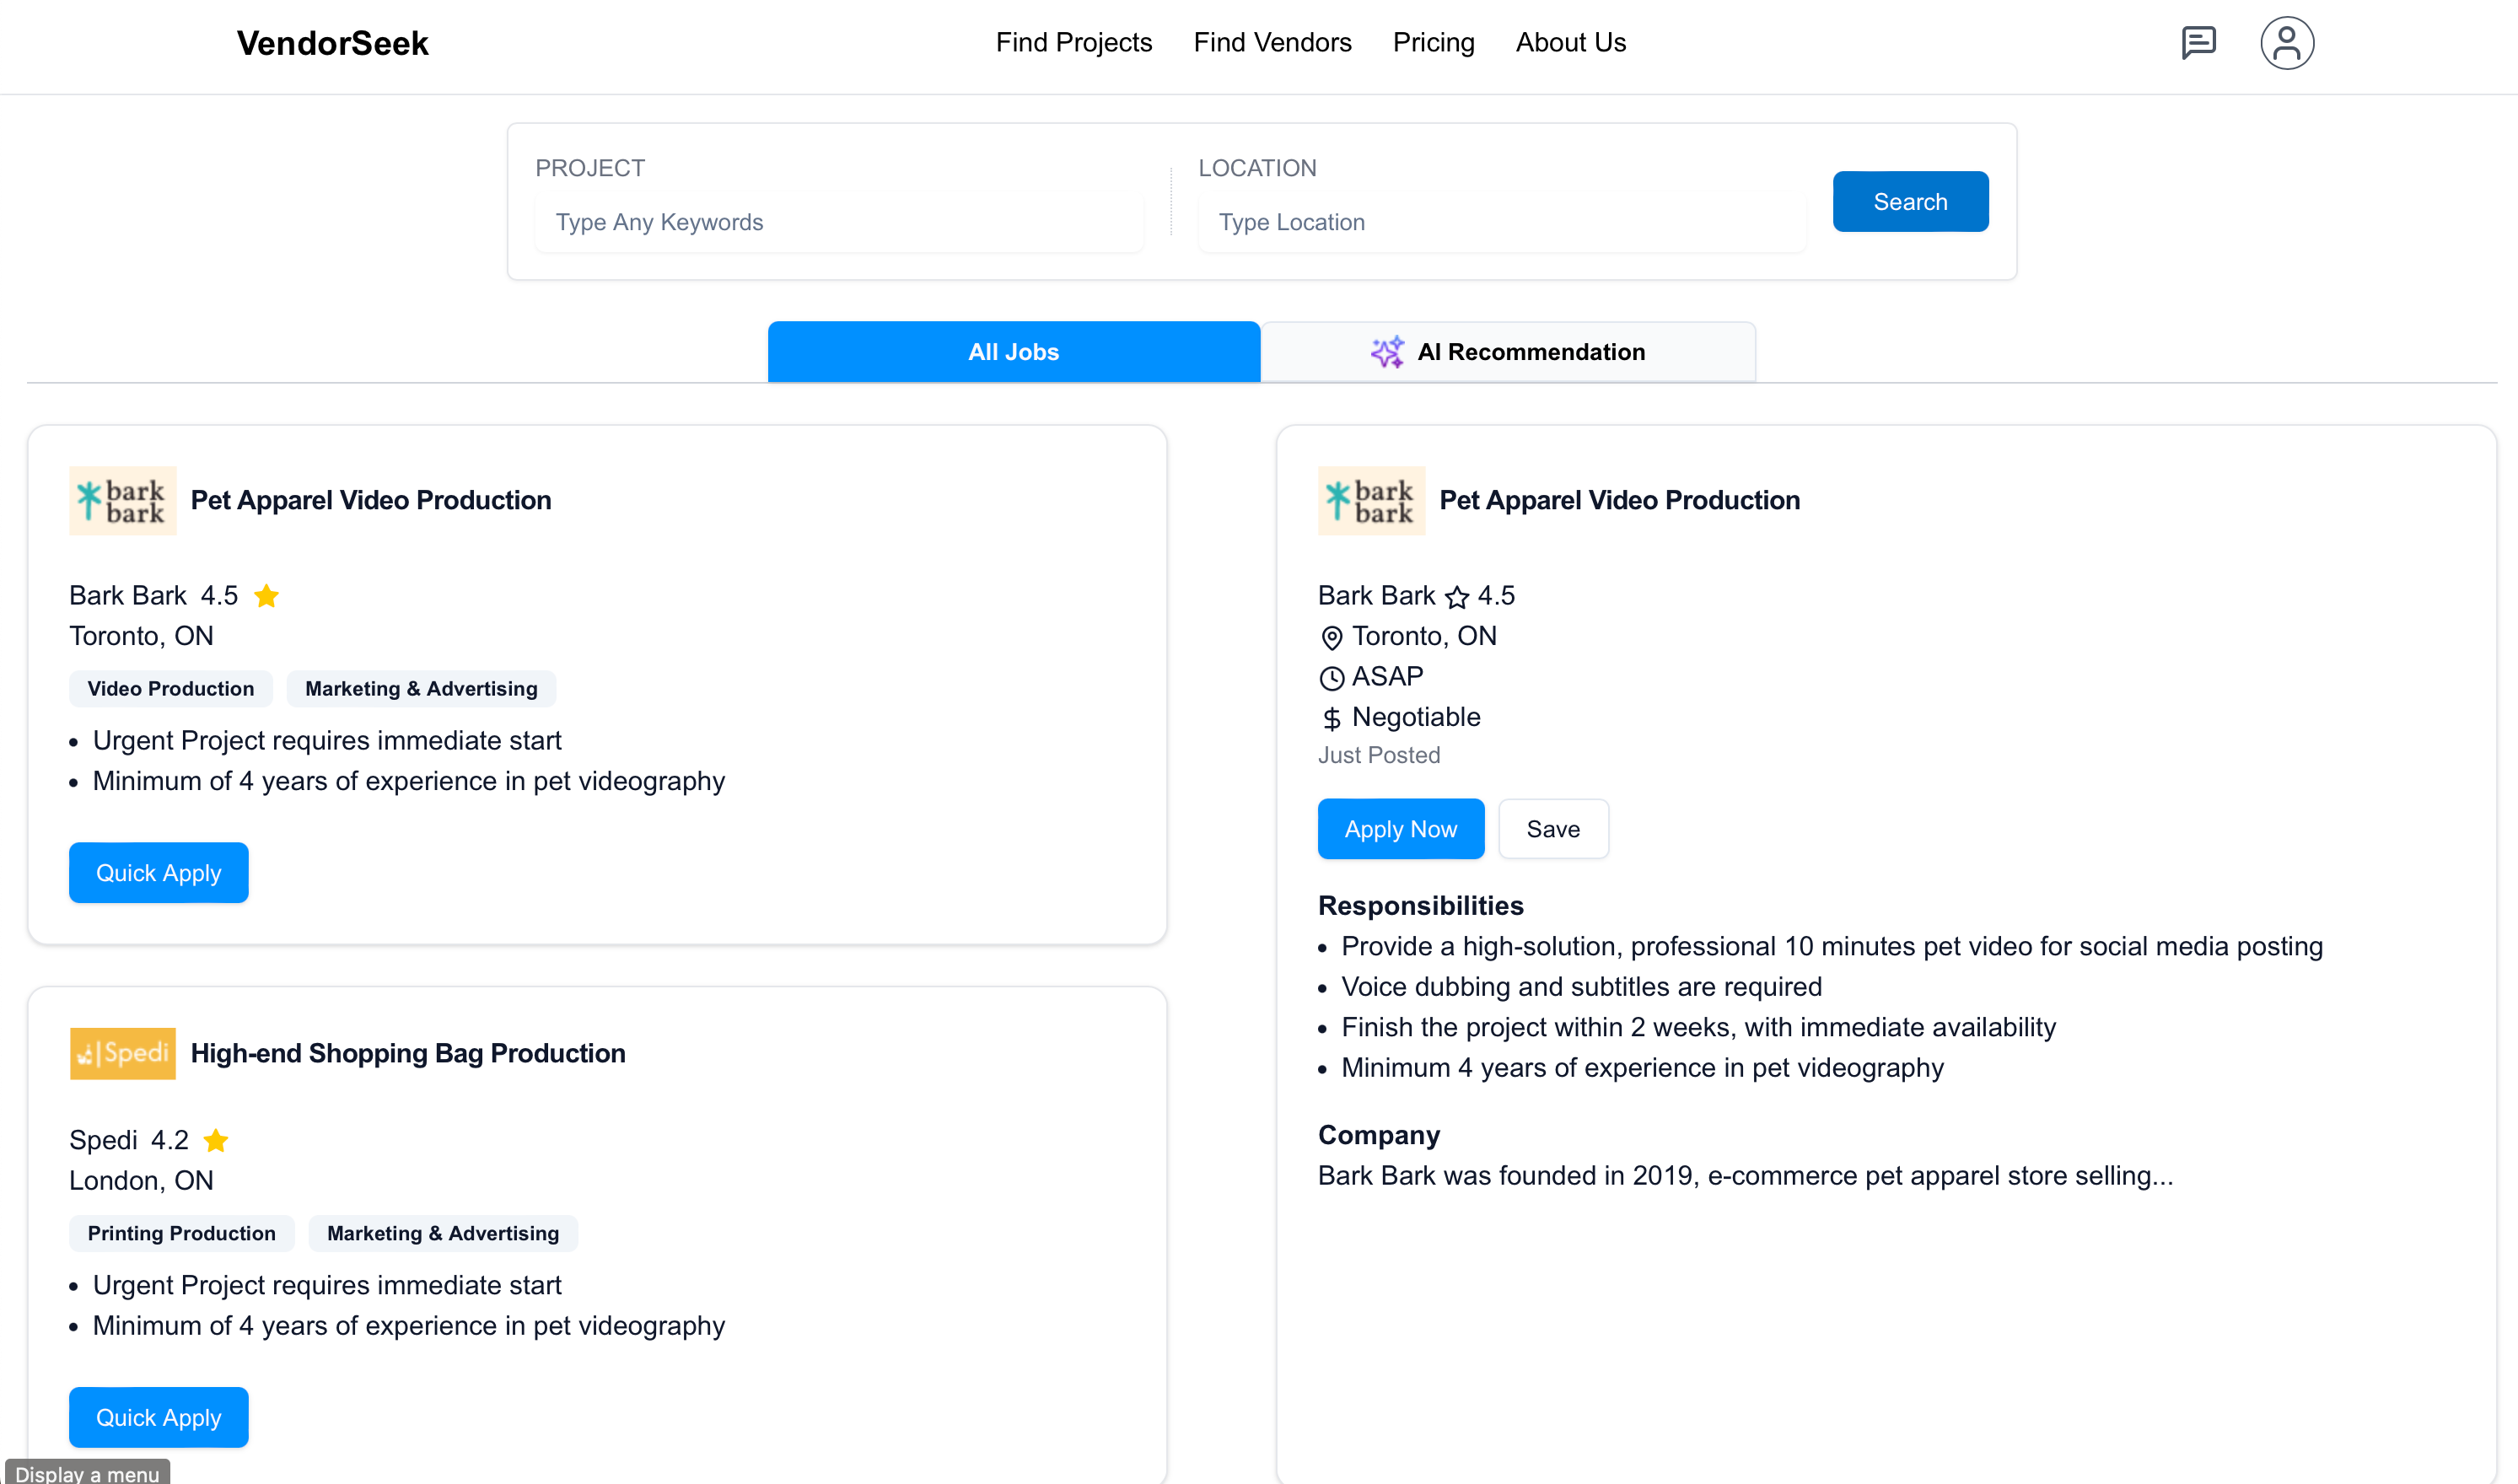 VendorSeek
Find Projects Find Vendors Pricing About Us
PROJECT
Type Any Keywords
LOCATION
Type Location
Search
All Jobs
AI Recommendation
bark
bark
Pet Apparel Video Production
Bark Bark 4.5
Toronto, ON
Video Production Marketing & Advertising
• Urgent Project requires immediate start
• Minimum of 4 years of experience in pet videography
Quick Apply
Spedi
High-end Shopping Bag Production
Spedi 4.2
London, ON
Printing Production Marketing & Advertising
• Urgent Project requires immediate start
• Minimum of 4 years of experience in pet videography
Quick Apply
Display a menu
bark
bark
Pet Apparel Video Production
Bark Bark 4.5
Toronto, ON
ASAP
$ Negotiable
Just Posted
Apply Now Save
Responsibilities
• Provide a high-solution, professional 10 minutes pet video for social media posting
• Voice dubbing and subtitles are required
• Finish the project within 2 weeks, with immediate availability
• Minimum 4 years of experience in pet videography
Company
Bark Bark was founded in 2019, e-commerce pet apparel store selling...